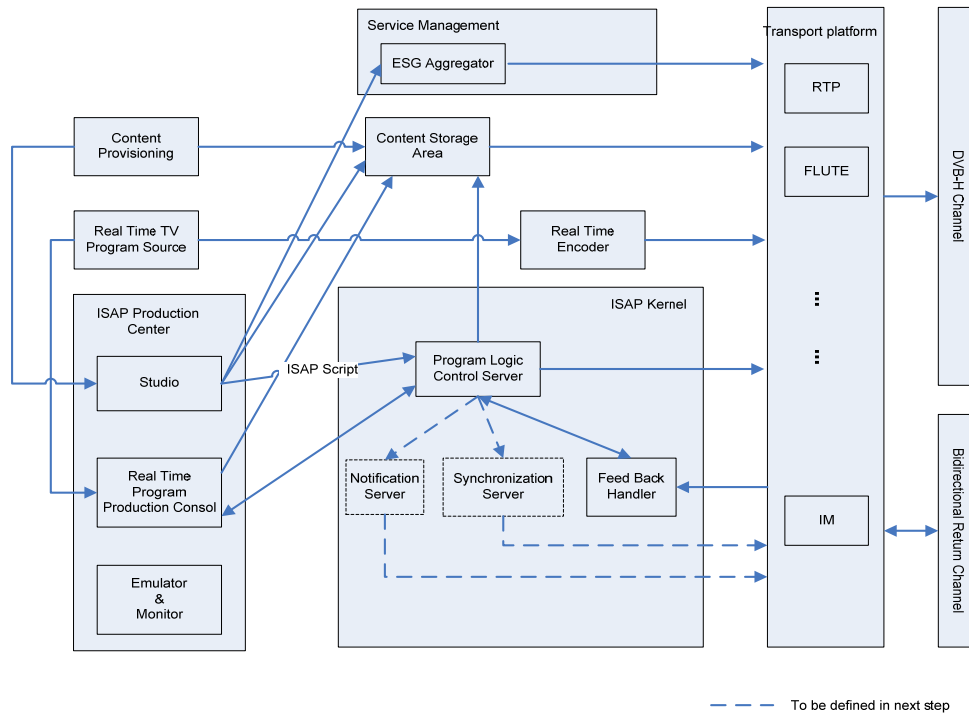 Service Management
ESG Aggregator
Transport platform
RTP
Content
Provisioning
Content Storage
Area
FLUTE
DVB-H Channel
Real Time TV
Program Source
Real Time
Encoder
ISAP Production
Center
ISAP Kernel
...
...
Studio
ISAP Script
Program Logic
Control Server
Real Time
Program
Production Consol
Notification
Server
Synchronization
Server
Feed Back
Handler
IM
Bidirectional Return Channel
Emulator
&
Monitor
To be defined in next step